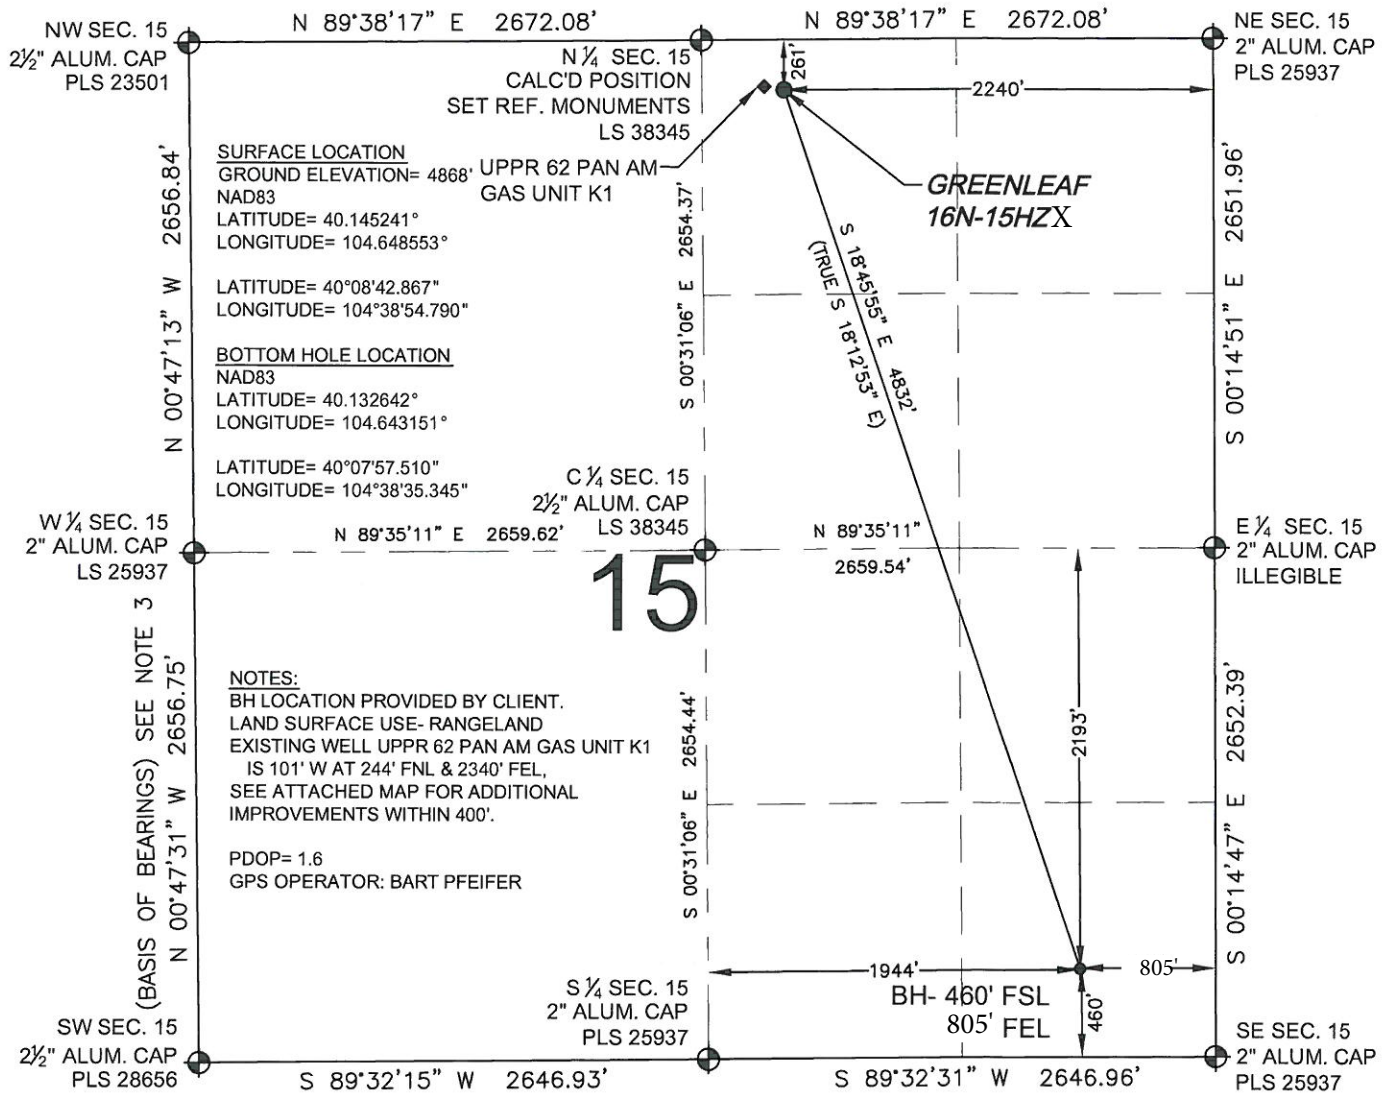 N 89°38'17" E 2672.08'
N 89°38'17" E 2672.08'
NW SEC. 15
2½" ALUM. CAP
PLS 23501
N ¼ SEC. 15
CALC'D POSITION
SET REF. MONUMENTS
LS 38345
NE SEC. 15
2" ALUM. CAP
PLS 25937
261'
2240'
UPPR 62 PAN AM
GAS UNIT K1
GREENLEAF
16N-15HZX
SURFACE LOCATION
GROUND ELEVATION= 4868'
NAD83
LATITUDE= 40.145241°
LONGITUDE= 104.648553°
LATITUDE= 40°08'42.867"
LONGITUDE= 104°38'54.790"
BOTTOM HOLE LOCATION
NAD83
LATITUDE= 40.132642°
LONGITUDE= 104.643151°
LATITUDE= 40°07'57.510"
LONGITUDE= 104°38'35.345"
N 00°47'13" W 2656.84'
S 00°31'06" E 2654.37'
S 18°45'55" E 4832'
(TRUE S 18°12'53" E)
S 00°14'51" E 2651.96'
W ¼ SEC. 15
2" ALUM. CAP
LS 25937
N 89°35'11" E 2659.62'
C ¼ SEC. 15
2½" ALUM. CAP
LS 38345
N 89°35'11"
2659.54'
E ¼ SEC. 15
2" ALUM. CAP
ILLEGIBLE
15
(BASIS OF BEARINGS) SEE NOTE 3
N 00°47'31" W 2656.75'
NOTES:
BH LOCATION PROVIDED BY CLIENT.
LAND SURFACE USE- RANGELAND
EXISTING WELL UPPR 62 PAN AM GAS UNIT K1
IS 101' W AT 244' FNL & 2340' FEL,
SEE ATTACHED MAP FOR ADDITIONAL
IMPROVEMENTS WITHIN 400'.
PDOP= 1.6
GPS OPERATOR: BART PFEIFER
S 00°31'06" E 2654.44'
2193'
S 00°14'47" E 2652.39'
1944'
805'
BH- 460' FSL
805' FEL
460'
SW SEC. 15
2½" ALUM. CAP
PLS 28656
S ¼ SEC. 15
2" ALUM. CAP
PLS 25937
SE SEC. 15
2" ALUM. CAP
PLS 25937
S 89°32'15" W 2646.93'
S 89°32'31" W 2646.96'